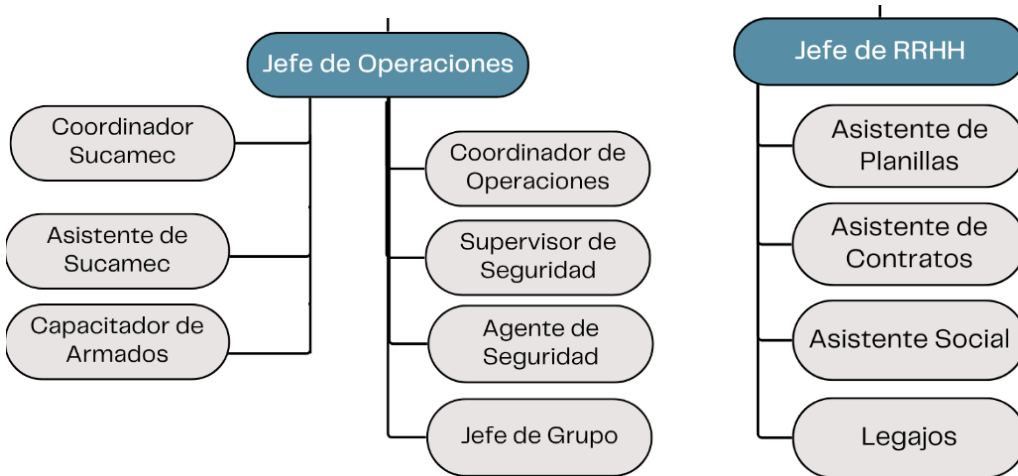 Jefe de Operaciones
Coordinador
Sucamec
Asistente de
Sucamec
Capacitador de
Armados
Coordinador de
Operaciones
Supervisor de
Seguridad
Agente de
Seguridad
Jefe de Grupo
Jefe de RRHH
Asistente de
Planillas
Asistente de
Contratos
Asistente Social
Legajos